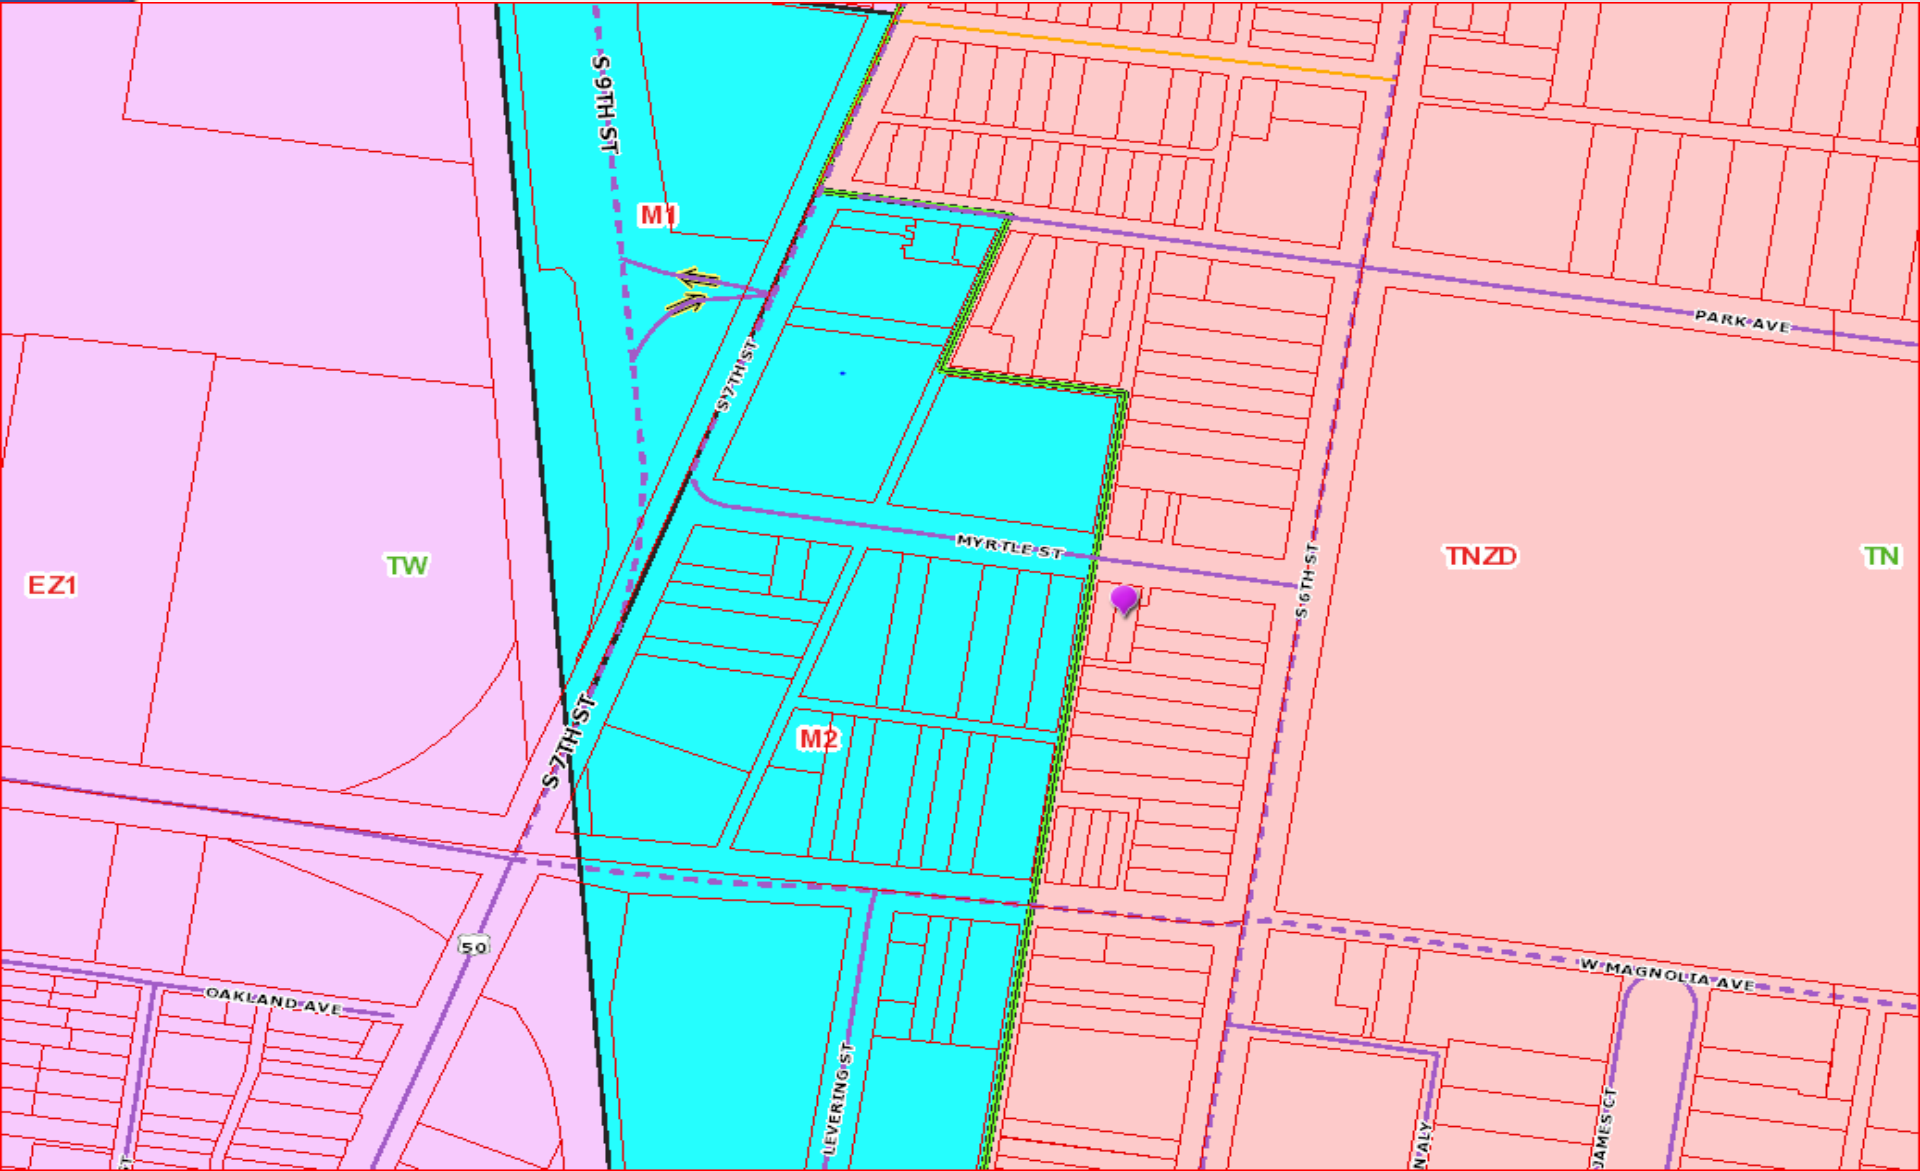 S 9TH ST
M1
PARK AVE
S 7TH ST
MYRTLE ST
TNZD
TN
TW
EZ1
S 6TH ST
M2
S 7TH ST
50
W MAGNOLIA AVE
OAKLAND AVE
LEVERING ST
JAMES CT
N ALY
ST